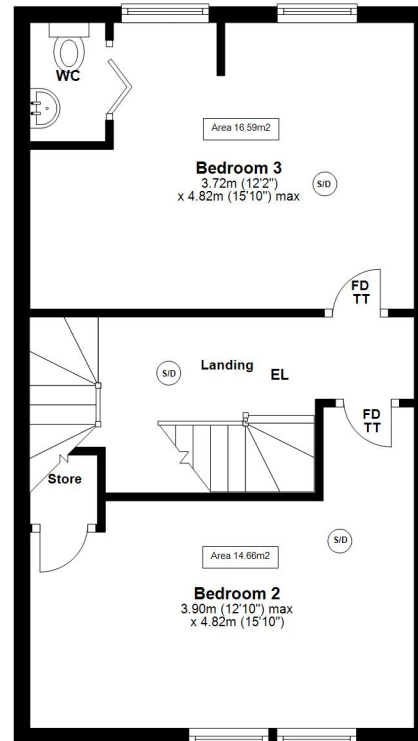 WC
Area 16.59m2
Bedroom 3
3.72m (12'2")
x 4.82m (15'10") max
S/D
FD
TT
S/D
Landing
EL
FD
TT
Store
S/D
Area 14.66m2
Bedroom 2
3.90m (12'10") max
x 4.82m (15'10")